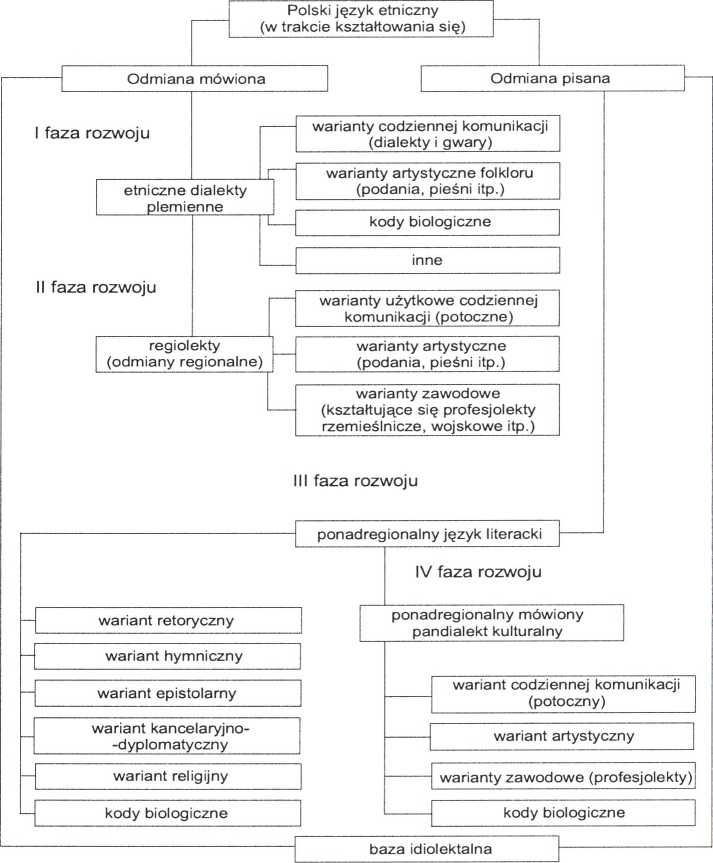 Polski język etniczny
(w trakcie kształtowania się)
Odmiana mówiona
Odmiana pisana
I faza rozwoju
warianty codziennej komunikacji
(dialekty i gwary)
etniczne dialekty
plemienne
warianty artystyczne folkloru
(podania, pieśni itp.)
kody biologiczne
inne
II faza rozwoju
warianty użytkowe codziennej
komunikacji (potoczne)
regiolekty
(odmiany regionalne)
warianty artystyczne
(podania, pieśni itp.)
warianty zawodowe
(kształtujące się profesjolekty
rzemieślnicze, wojskowe itp.)
III faza rozwoju
ponadregionalny język literacki
IV faza rozwoju
wariant retoryczny
wariant hymniczny
wariant epistolarny
wariant kancelaryjno-
-dyplomatyczny
wariant religijny
kody biologiczne
ponadregionalny mówiony
pandialekt kulturalny
wariant codziennej komunikacji
(potoczny)
wariant artystyczny
warianty zawodowe (profesjolekty)
kody biologiczne
baza idiolektalna